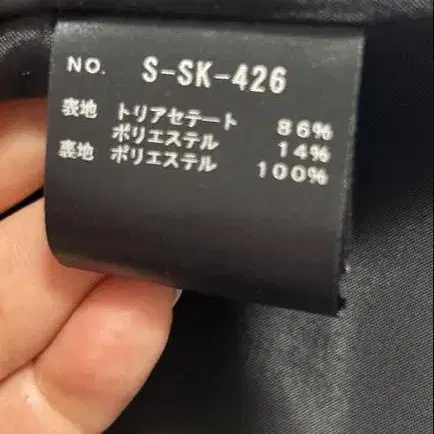 NO. S-SK-426
表地 トリアセテート 86%
ポリエステル 14%
裏地 ポリエステル 100%